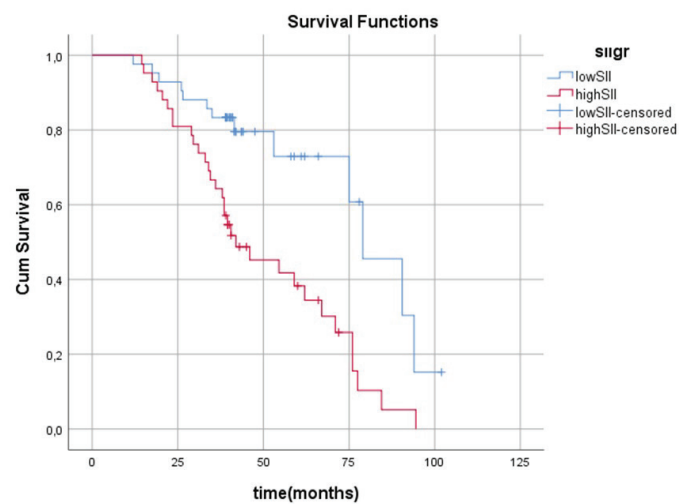 Survival Functions
siigr
lowSII
highSII
lowSII-censored
highSII-censored
Cum Survival
1,0
0,8
0,6
0,4
0,2
0,0
0 25 50 75 100 125
time(months)